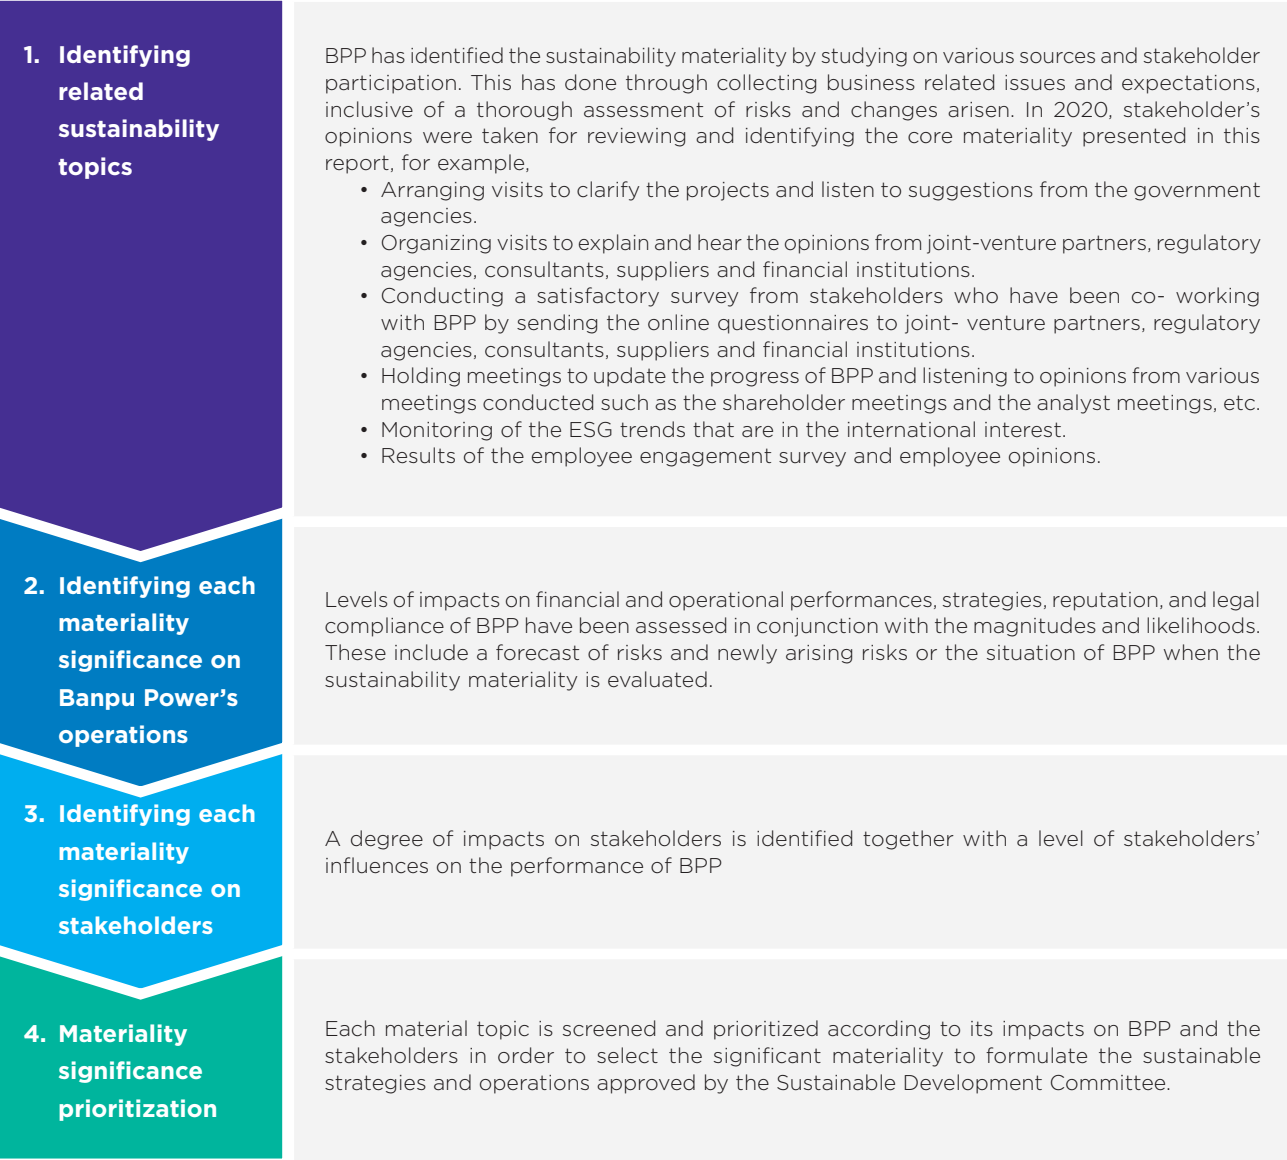 1. Identifying
related
sustainability
topics
BPP has identified the sustainability materiality by studying on various sources and stakeholder
participation. This has done through collecting business related issues and expectations,
inclusive of a thorough assessment of risks and changes arisen. In 2020, stakeholder’s
opinions were taken for reviewing and identifying the core materiality presented in this
report, for example,
• Arranging visits to clarify the projects and listen to suggestions from the government
agencies.
• Organizing visits to explain and hear the opinions from joint-venture partners, regulatory
agencies, consultants, suppliers and financial institutions.
• Conducting a satisfactory survey from stakeholders who have been co- working
with BPP by sending the online questionnaires to joint- venture partners, regulatory
agencies, consultants, suppliers and financial institutions.
• Holding meetings to update the progress of BPP and listening to opinions from various
meetings conducted such as the shareholder meetings and the analyst meetings, etc.
• Monitoring of the ESG trends that are in the international interest.
• Results of the employee engagement survey and employee opinions.
2. Identifying each
materiality
significance on
Banpu Power’s
operations
Levels of impacts on financial and operational performances, strategies, reputation, and legal
compliance of BPP have been assessed in conjunction with the magnitudes and likelihoods.
These include a forecast of risks and newly arising risks or the situation of BPP when the
sustainability materiality is evaluated.
3. Identifying each
materiality
significance on
stakeholders
A degree of impacts on stakeholders is identified together with a level of stakeholders’
influences on the performance of BPP
4. Materiality
significance
prioritization
Each material topic is screened and prioritized according to its impacts on BPP and the
stakeholders in order to select the significant materiality to formulate the sustainable
strategies and operations approved by the Sustainable Development Committee.